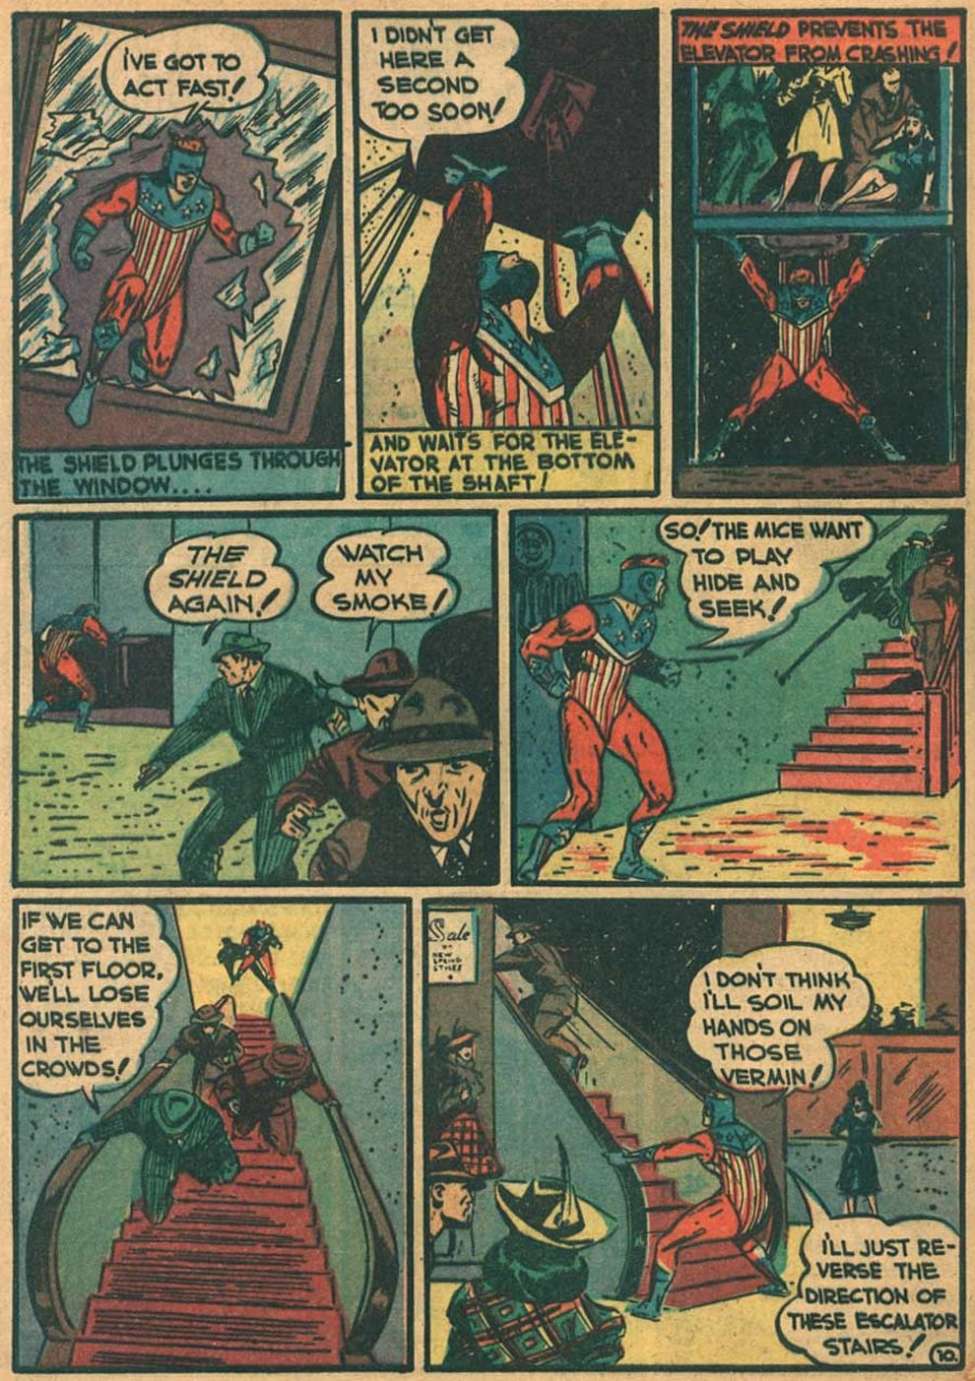 I'VE GOT TO
ACT FAST!
THE SHIELD PLUNGES THROUGH
THE WINDOW....
I DIDN'T GET
HERE A
SECOND
TOO SOON!
AND WAITS FOR THE ELE-
VATOR AT THE BOTTOM
OF THE SHAFT!
THE SHIELD PREVENTS THE
ELEVATOR FROM CRASHING!
THE
SHIELD
AGAIN!
WATCH
MY
SMOKE!
SO! THE MICE WANT
TO PLAY
HIDE AND
SEEK!
IF WE CAN
GET TO THE
FIRST FLOOR,
WE'LL LOSE
OURSELVES
IN THE
CROWDS!
Sale
NEW
SPRING
STYLES
I DON'T THINK
I'LL SOIL MY
HANDS ON
THOSE
VERMIN!
I'LL JUST RE-
VERSE THE
DIRECTION OF
THESE ESCALATOR
STAIRS!
10.